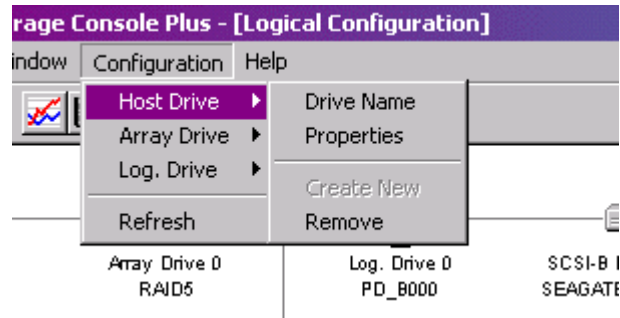 rage Console Plus - [Logical Configuration]
indow Configuration Help
Host Drive
Array Drive
Log. Drive
Refresh
Drive Name
Properties
Create New
Remove
Array Drive 0
RAID5
Log. Drive 0
PD_B000
SCSI-B
SEAGATE